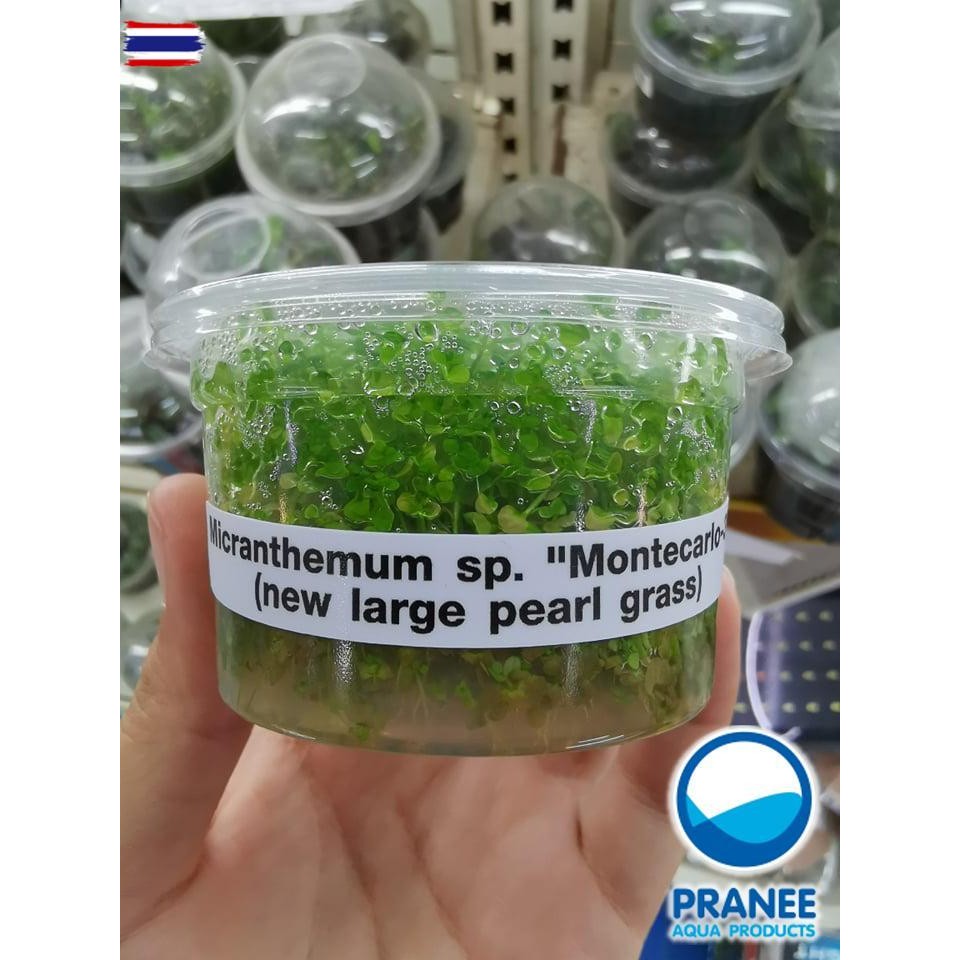 Micranthemum sp. "Montecarlo-
(new large pearl grass)
PRANEE
AQUA PRODUCTS